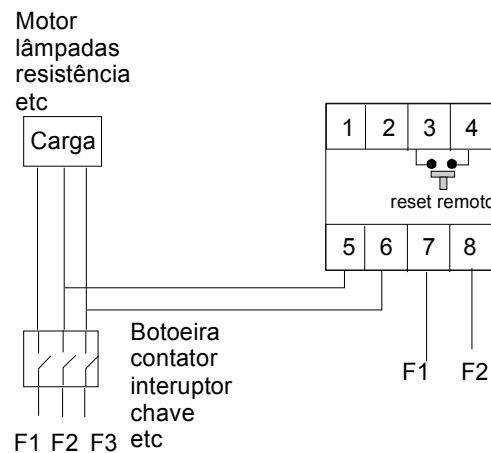 Motor
lâmpadas
resistência
etc
Carga
1 2 3 4
reset remoto
5 6 7 8
Botoeira
contator
interuptor
chave
etc
F1 F2
F1 F2 F3